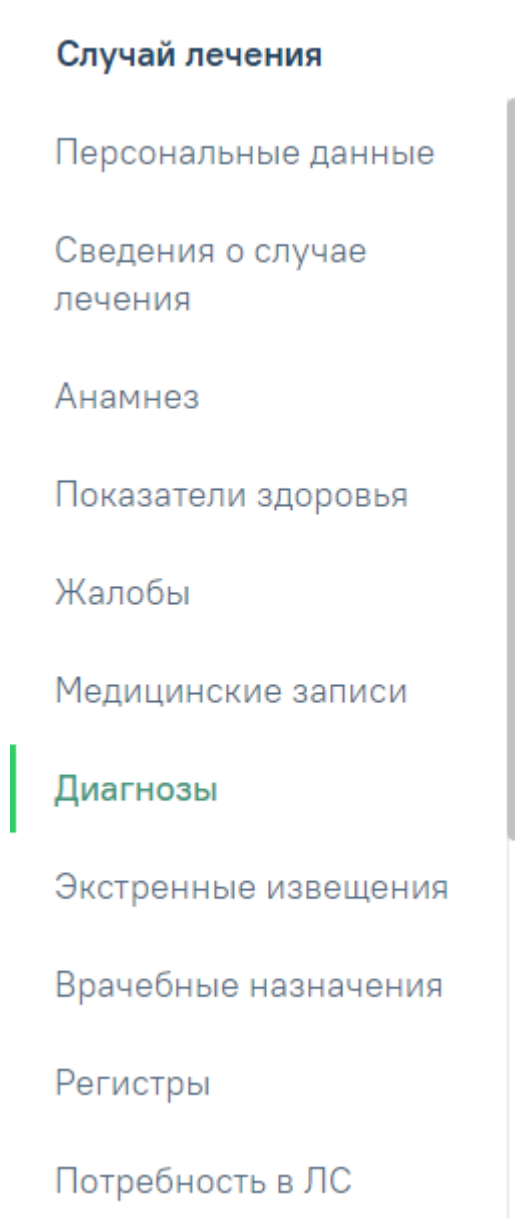 Случай лечения
Персональные данные
Сведения о случае
лечения
Анамнез
Показатели здоровья
Жалобы
Медицинские записи
Диагнозы
Экстренные извещения
Врачебные назначения
Регистры
Потребность в ЛС